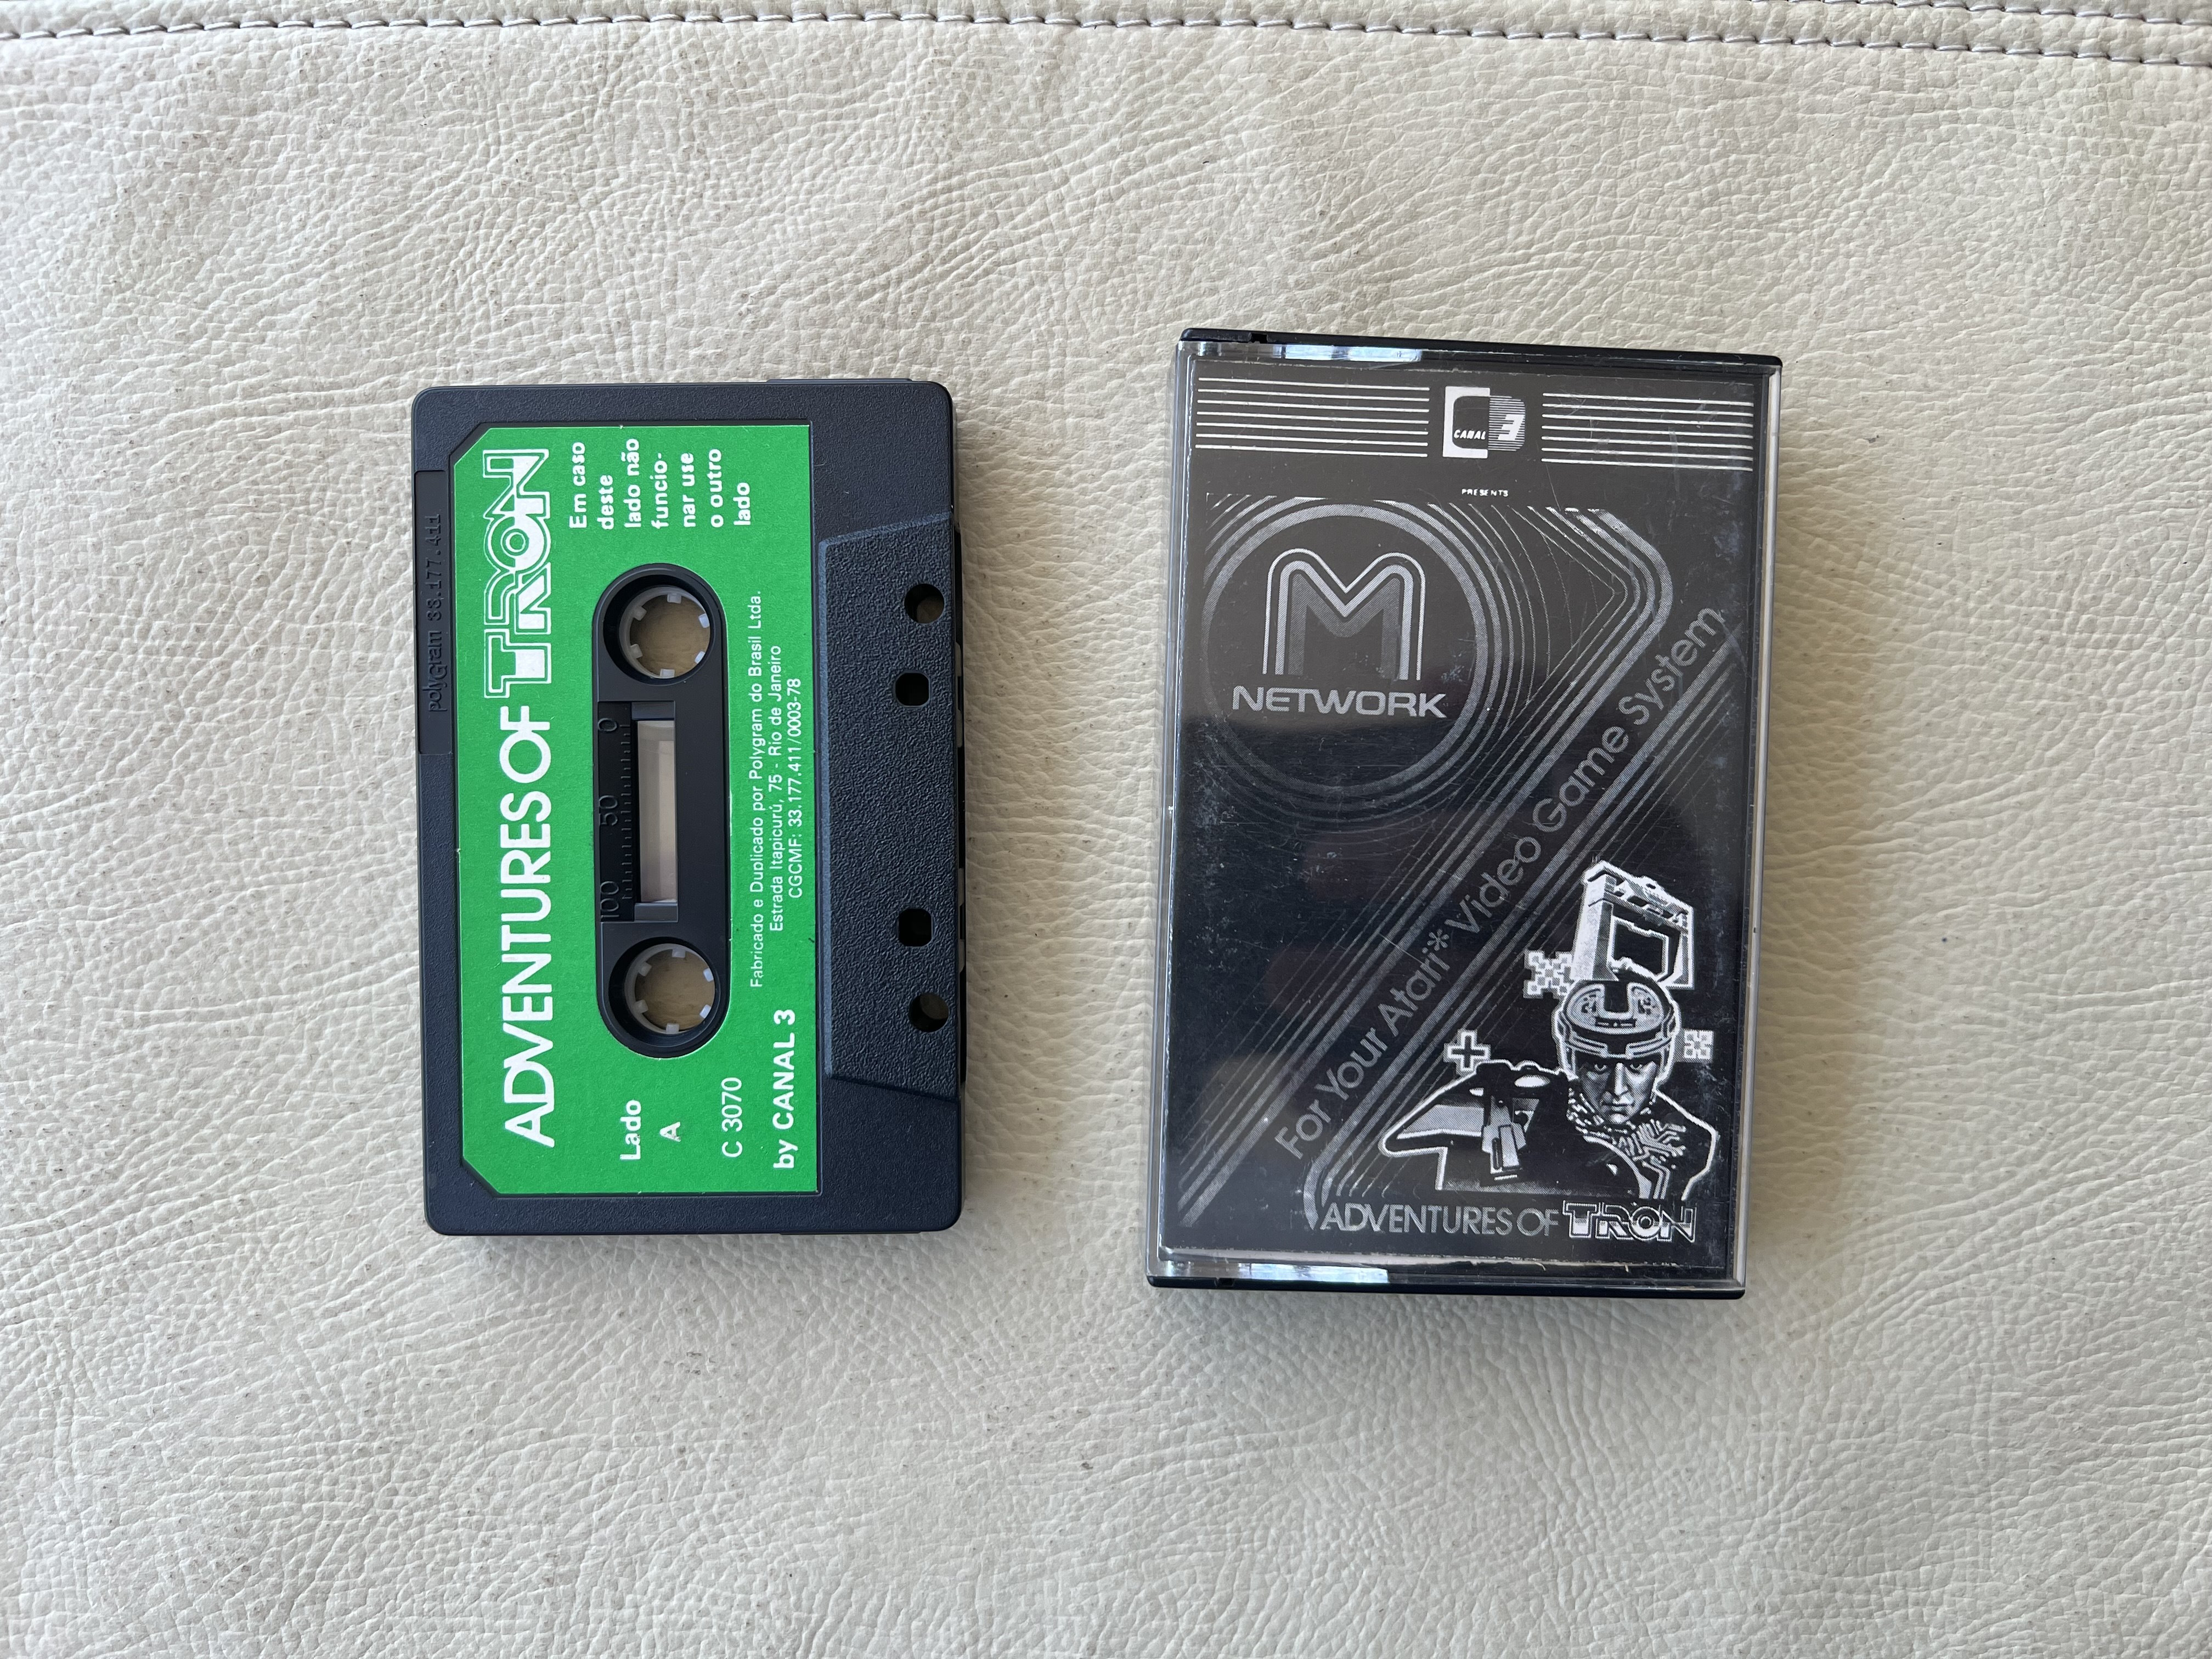 ADVENTURES OF TRON
Em caso
deste
lado não
funcio-
nar use
o outro
lado
Lado
A
100 50 0
C 3070
by CANAL 3
Fabricado e Duplicado por Polygram do Brasil Ltda.
Estrada Itapicurú, 75 - Rio de Janeiro
CGCMF: 33.177.411/0003-78
polyGram 33.177.411
CANAL 3
PRESENTS
M
NETWORK
For Your Atari* Video Game System
ADVENTURES OF TRON